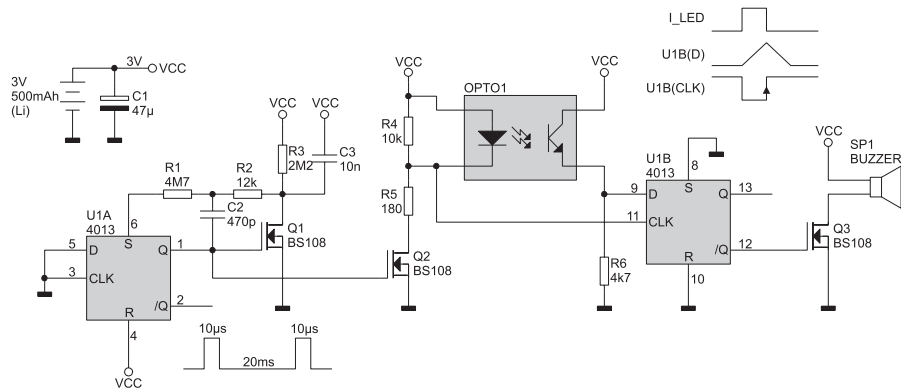 I_LED
U1B(D)
U1B(CLK)
3V
VCC
3V
500mAh
(Li)
C1
47µ
VCC
VCC
R3
2M2
C3
10n
R1
4M7
R2
12k
C2
470p
U1A
4013
6
S
5
D
Q
1
3
CLK
/Q
2
R
4
VCC
Q1
BS108
10µs
10µs
20ms
VCC
R4
10k
R5
180
Q2
BS108
OPTO1
VCC
R6
4k7
U1B
4013
8
S
9
D
Q
13
11
CLK
/Q
12
R
10
VCC
SP1
BUZZER
Q3
BS108